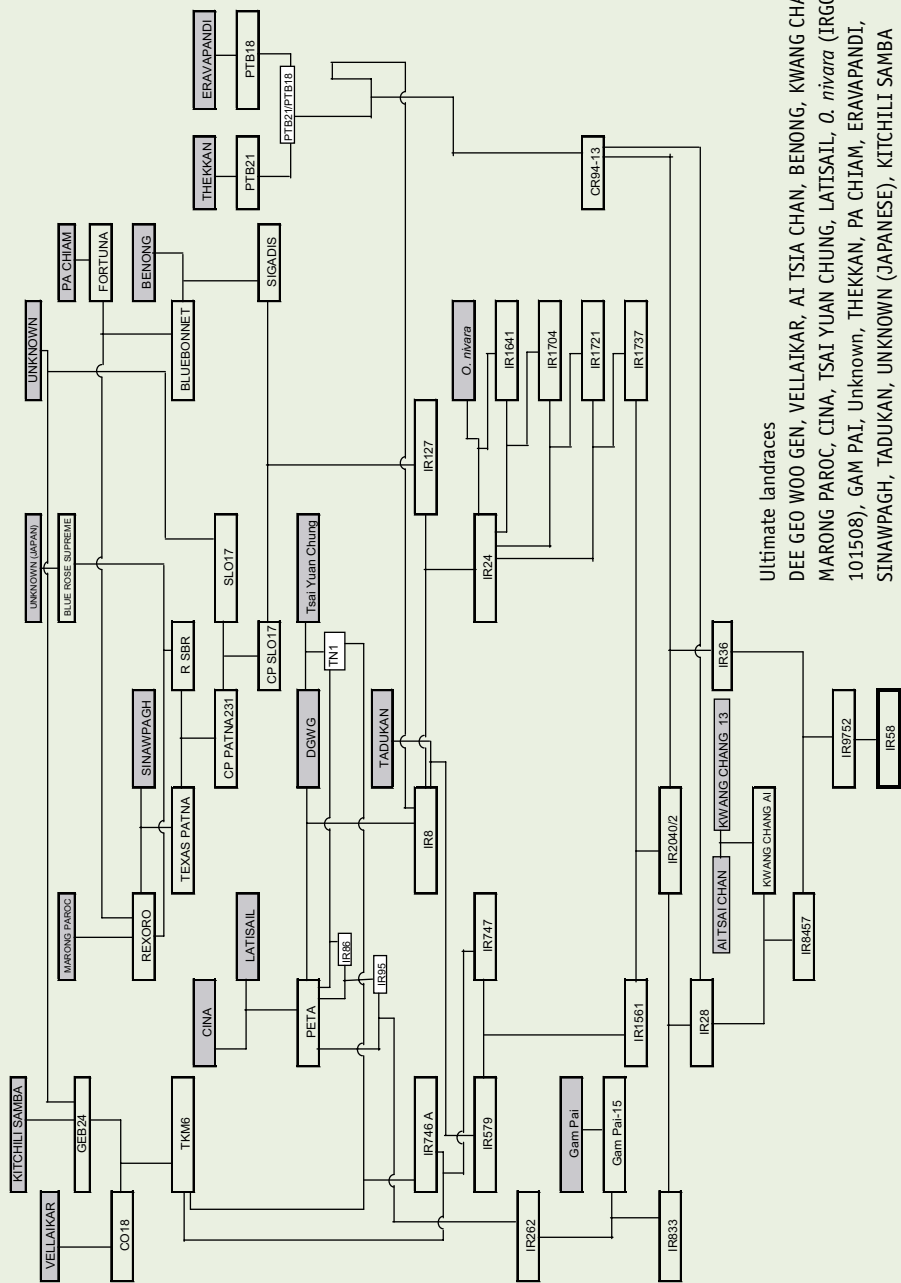 KITCHILI SAMBA
UNKNOWN
UNKNOWN (JAPAN)
PA CHIAM
VELLAIKAR
GEB24
MARONG PAROC
BLUE ROSE SUPREME
FORTUNA
CO18
REXORO
SINAWPAGH
BENONG
BLUEBONNET
TKM6
TEXAS PATNA
R SBR
SLO17
CP PATNA231
CP SLO17
SIGADIS
THEKKAN
ERAVAPANDI
PTB21
PTB18
PTB21/PTB18
CINA
LATISAIL
PETA
DGWG
Tsai Yuan Chung
TN1
IR86
IR95
TADUKAN
IR746 A
IR8
IR127
O. nivara
IR579
IR747
IR24
IR1641
IR1704
IR1721
IR1737
IR262
Gam Pai
Gam Pai-15
CR94-13
IR833
IR1561
IR2040/2
IR28
IR36
AI TSAI CHAN
KWANG CHANG 13
KWANG CHANG AI
IR8457
IR9752
IR58
Ultimate landraces
DEE GEO WOO GEN, VELLAIKAR, AI TSIA CHAN, BENONG, KWANG CHA
MARONG PAROC, CINA, TSAI YUAN CHUNG, LATISAIL, O. nivara (IRGC
101508), GAM PAI, Unknown, THEKKAN, PA CHIAM, ERAVAPANDI,
SINAWPAGH, TADUKAN, UNKNOWN (JAPANESE), KITCHILI SAMBA